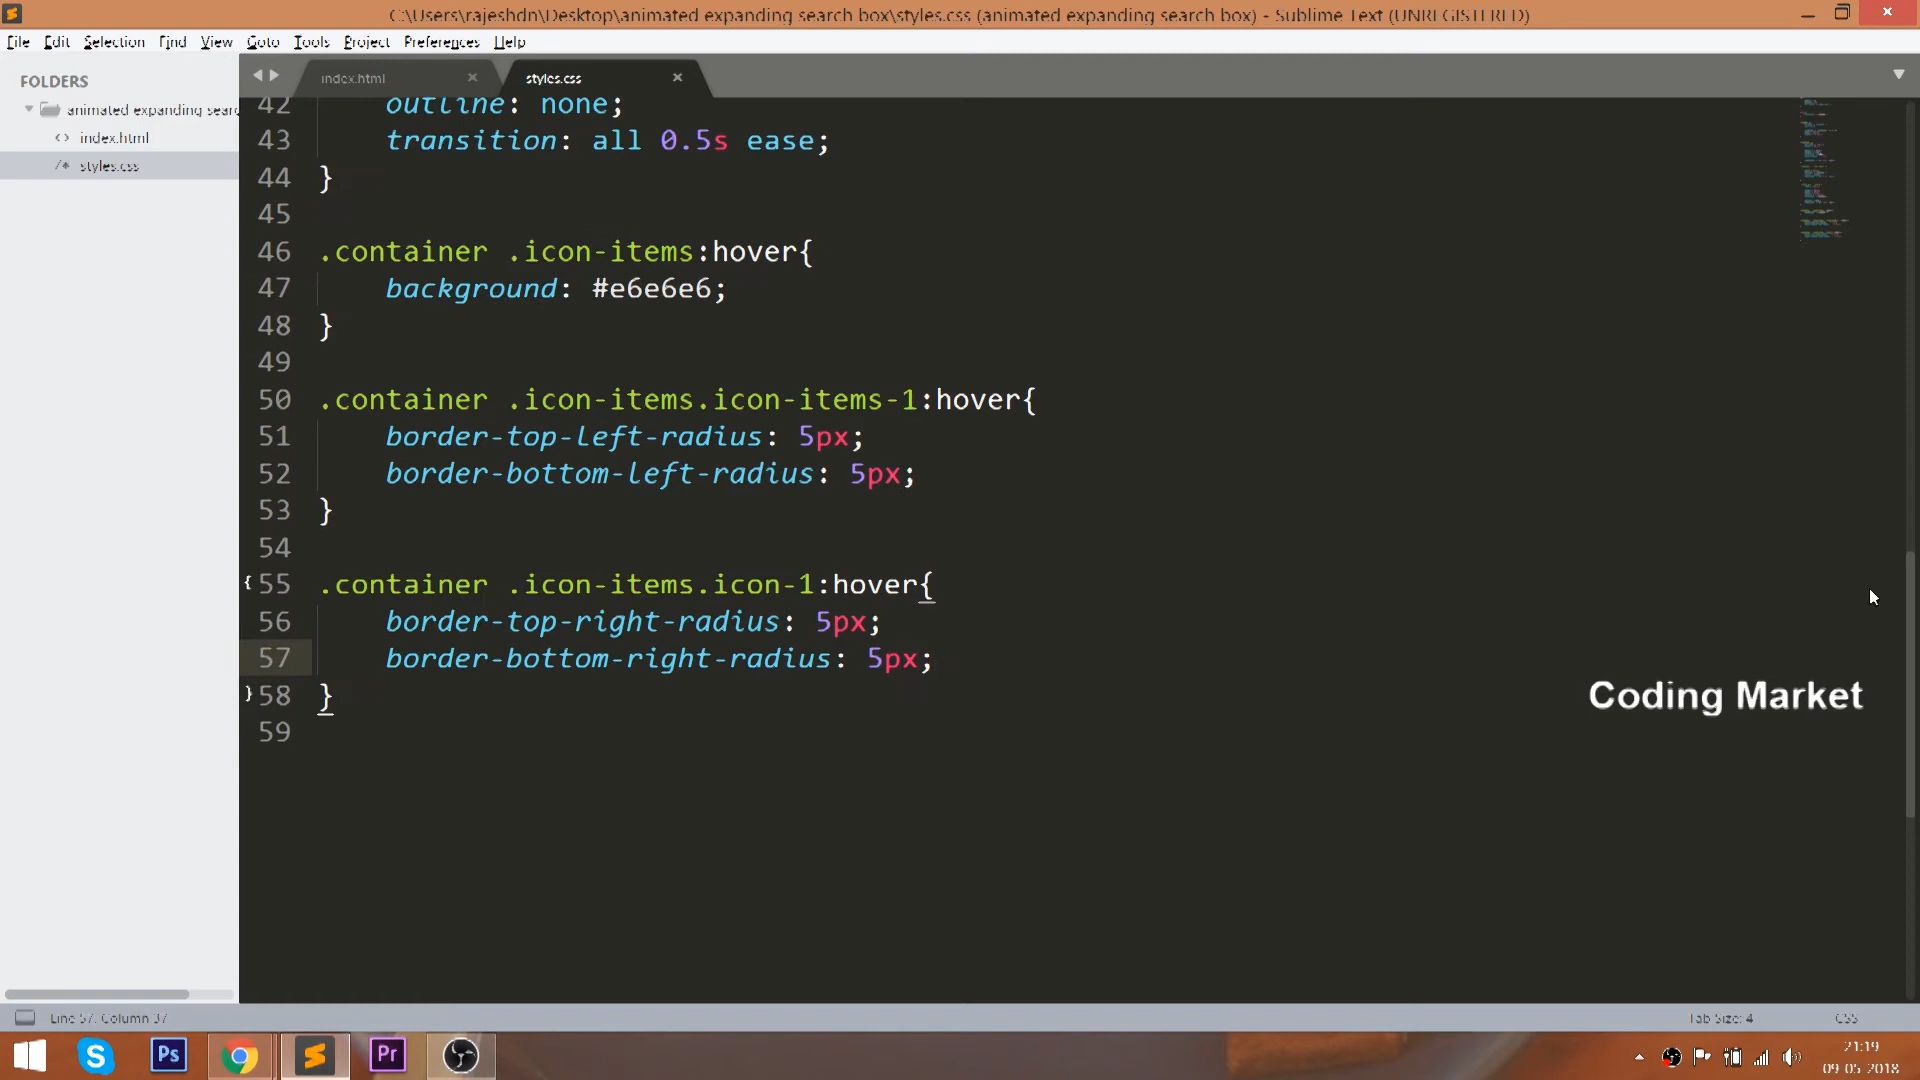 C:\Users\rajeshdn\Desktop\animated expanding search box\styles.css (animated expanding search box) - Sublime Text (UNREGISTERED)
File Edit Selection Find View Goto Tools Project Preferences Help
FOLDERS
animated expanding searc
index.html
styles.css
index.html
styles.css
42 outline: none;
43 transition: all 0.5s ease;
44 }
45
46 .container .icon-items:hover{
47 background: #e6e6e6;
48 }
49
50 .container .icon-items.icon-items-1:hover{
51 border-top-left-radius: 5px;
52 border-bottom-left-radius: 5px;
53 }
54
55 .container .icon-items.icon-1:hover{
56 border-top-right-radius: 5px;
57 border-bottom-right-radius: 5px;
58 }
59
Coding Market
Line 57, Column 37
Tab Size: 4
CSS
Ps
Pr
21:19
09-05-2018